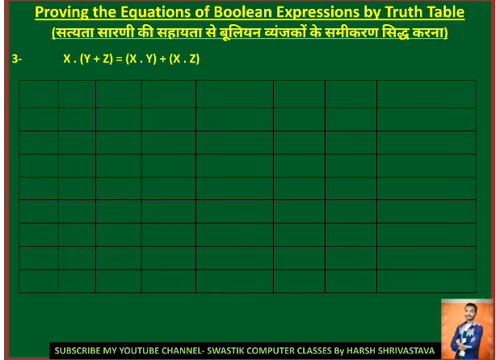 Proving the Equations of Boolean Expressions by Truth Table
(सत्यता सारणी की सहायता से बूलियन व्यंजकों के समीकरण सिद्ध करना)
3- X . (Y + Z) = (X . Y) + (X . Z)
SUBSCRIBE MY YOUTUBE CHANNEL- SWASTIK COMPUTER CLASSES By HARSH SHRIVASTAVA